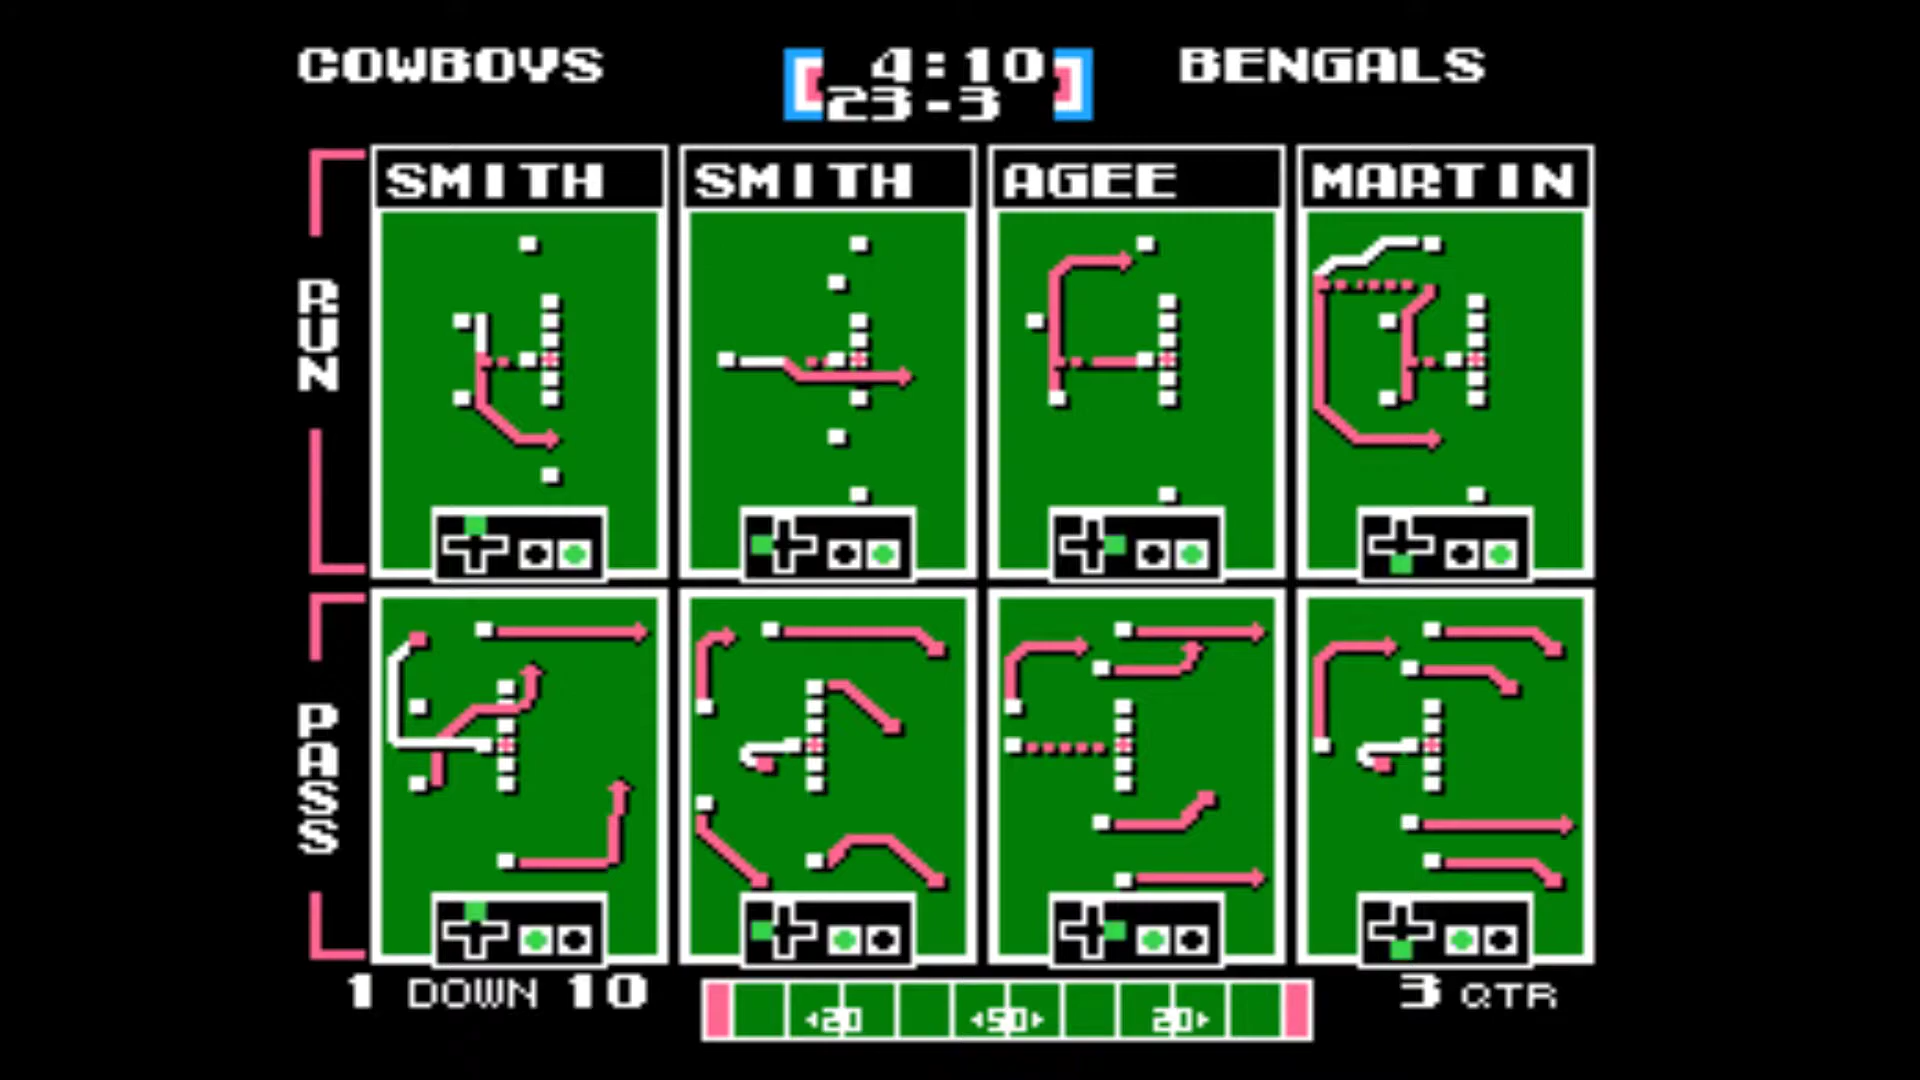 COWBOYS 4:10 BENGALS
23-3
SMITH SMITH AGEE MARTIN
RUN
PASS
1 DOWN 10 3 QTR
20 50 20